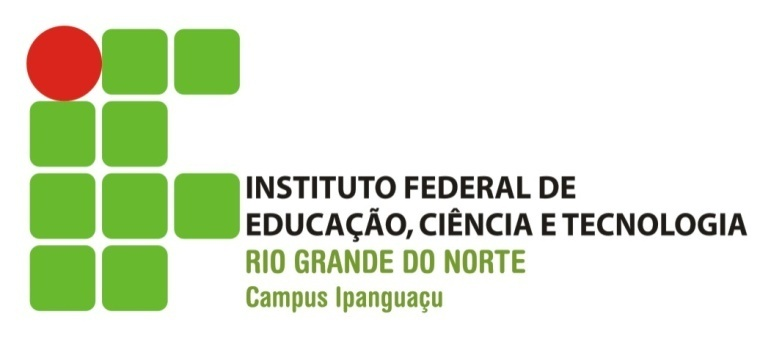 INSTITUTO FEDERAL DE
EDUCAÇÃO, CIÊNCIA E TECNOLOGIA
RIO GRANDE DO NORTE
Campus Ipanguaçu